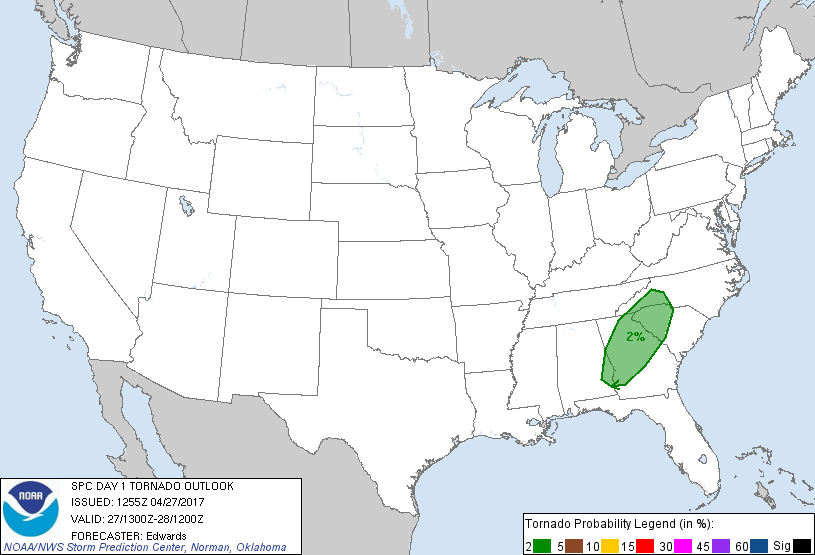 2%
NOAA
SPC DAY 1 TORNADO OUTLOOK
ISSUED: 1255Z 04/27/2017
VALID: 27/1300Z-28/1200Z
FORECASTER: Edwards
NOAA/NWS Storm Prediction Center, Norman, Oklahoma
Tornado Probability Legend (in %):
2 5 10 15 30 45 60 Sig